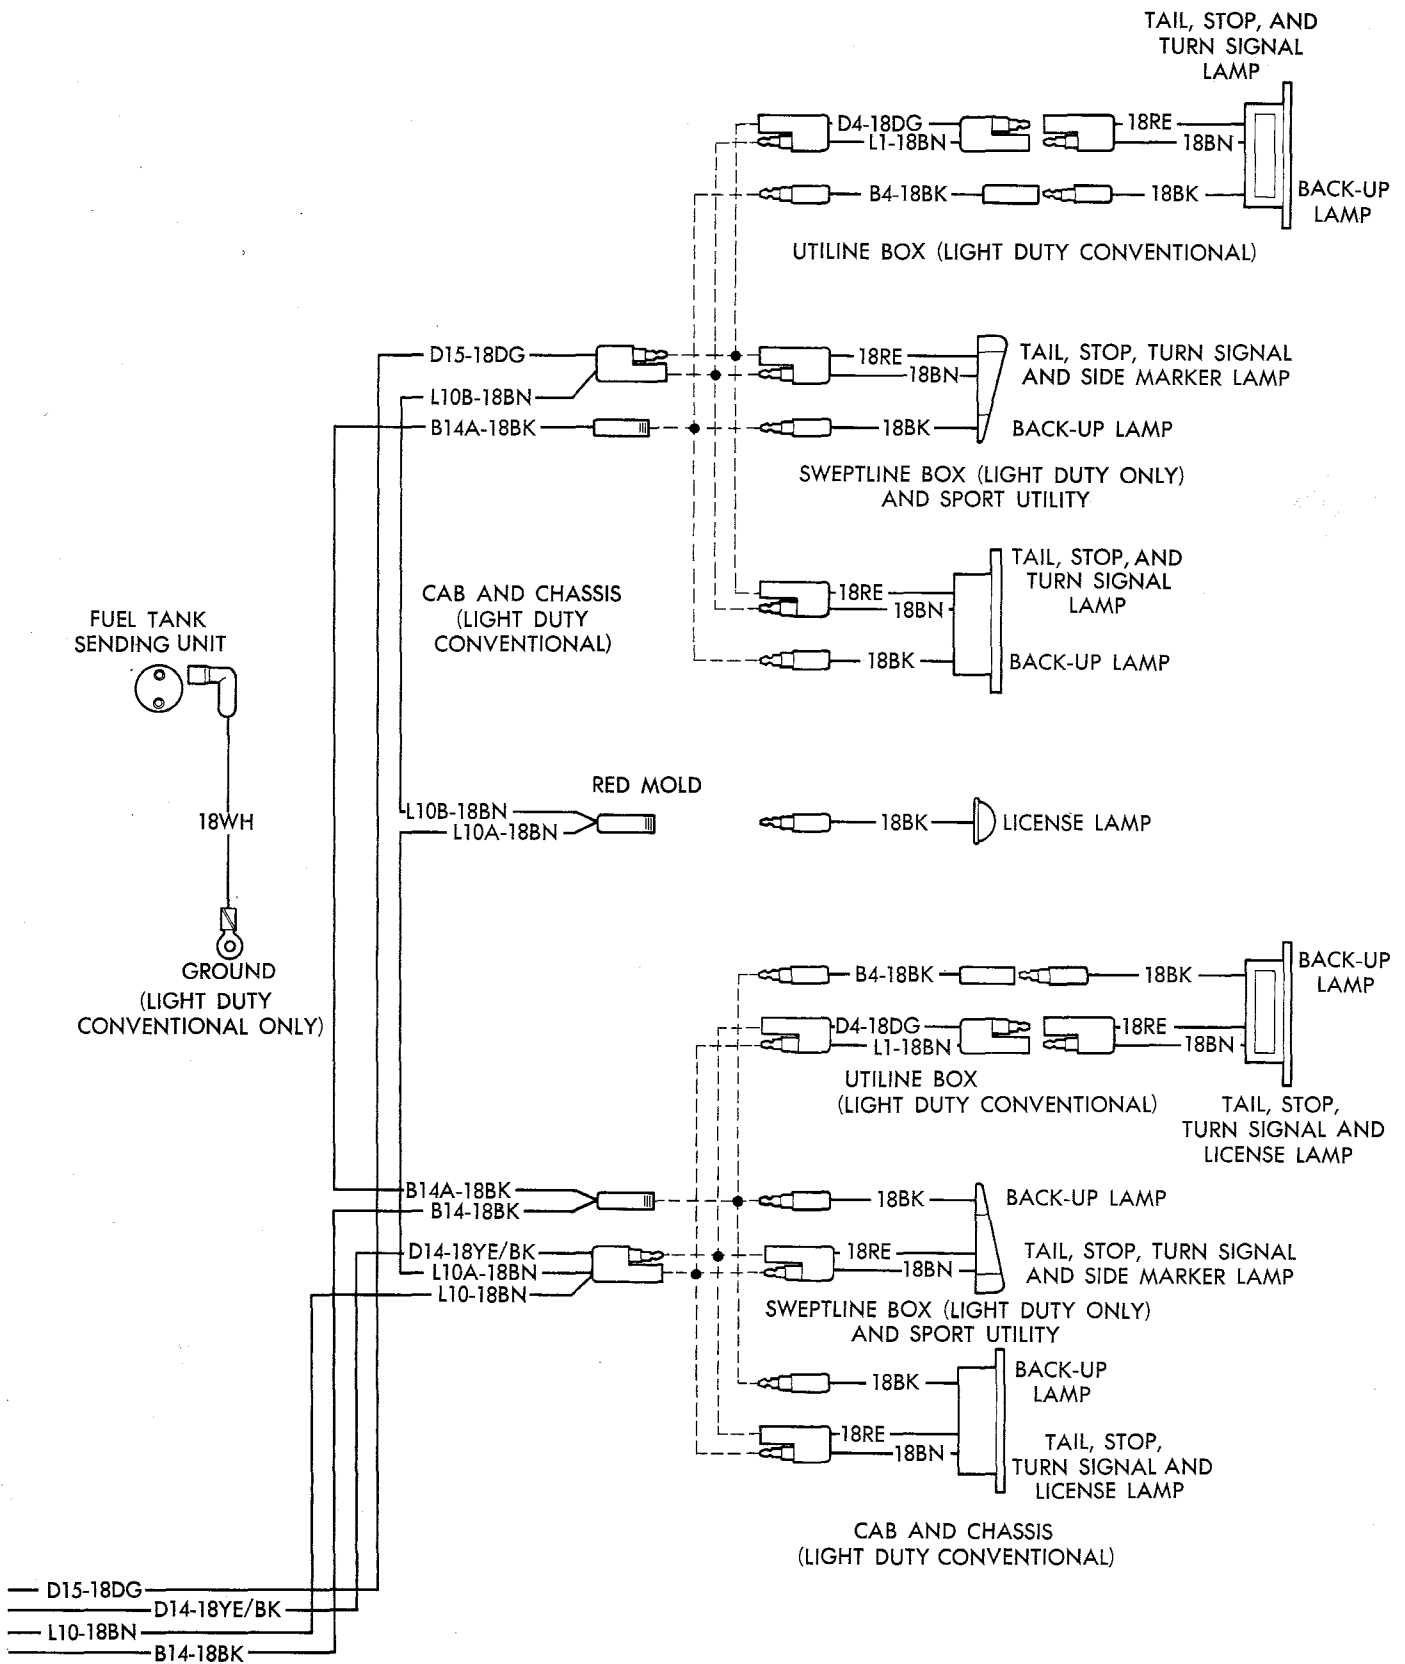 TAIL, STOP, AND
TURN SIGNAL
LAMP
D4-18DG
L1-18BN
18RE
18BN
B4-18BK
18BK
BACK-UP
LAMP
UTILINE BOX (LIGHT DUTY CONVENTIONAL)
D15-18DG
18RE
TAIL, STOP, TURN SIGNAL
AND SIDE MARKER LAMP
18BN
L10B-18BN
B14A-18BK
18BK
BACK-UP LAMP
SWEPTLINE BOX (LIGHT DUTY ONLY)
AND SPORT UTILITY
TAIL, STOP, AND
TURN SIGNAL
LAMP
18RE
18BN
CAB AND CHASSIS
(LIGHT DUTY
CONVENTIONAL)
18BK
BACK-UP LAMP
FUEL TANK
SENDING UNIT
18WH
GROUND
(LIGHT DUTY
CONVENTIONAL ONLY)
RED MOLD
L10B-18BN
L10A-18BN
18BK
LICENSE LAMP
B4-18BK
18BK
BACK-UP
LAMP
D4-18DG
L1-18BN
18RE
18BN
UTILINE BOX
(LIGHT DUTY CONVENTIONAL)
TAIL, STOP,
TURN SIGNAL AND
LICENSE LAMP
B14A-18BK
B14-18BK
18BK
BACK-UP LAMP
D14-18YE/BK
L10A-18BN
L10-18BN
18RE
18BN
TAIL, STOP, TURN SIGNAL
AND SIDE MARKER LAMP
SWEPTLINE BOX (LIGHT DUTY ONLY)
AND SPORT UTILITY
18BK
BACK-UP
LAMP
18RE
18BN
TAIL, STOP,
TURN SIGNAL AND
LICENSE LAMP
CAB AND CHASSIS
(LIGHT DUTY CONVENTIONAL)
D15-18DG
D14-18YE/BK
L10-18BN
B14-18BK